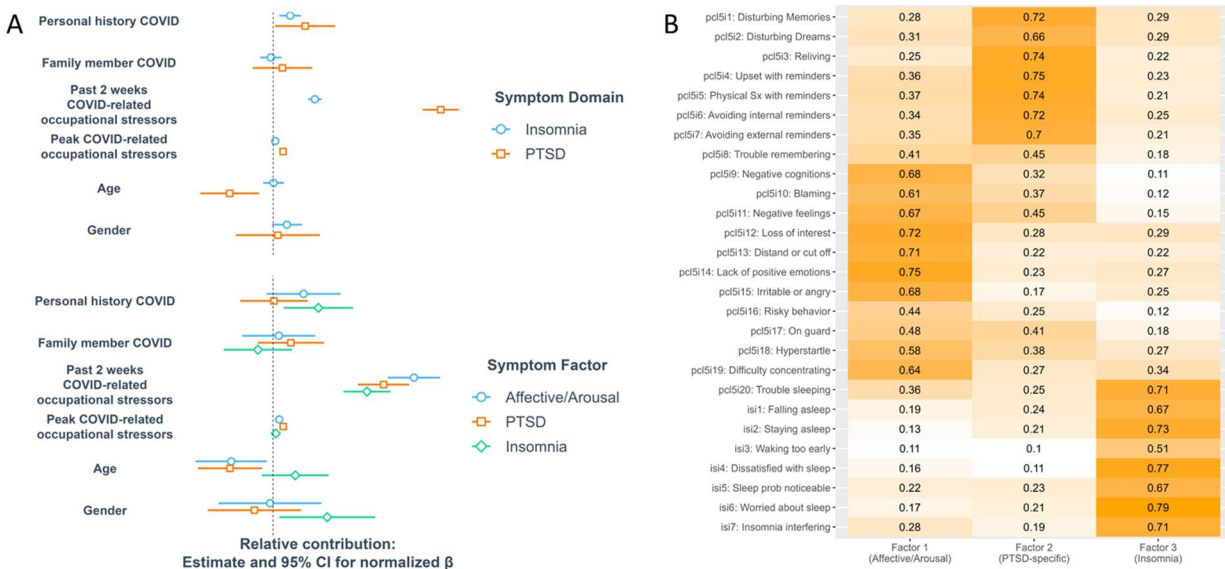 A
Personal history COVID
Family member COVID
Past 2 weeks
COVID-related
occupational stressors
Peak COVID-related
occupational stressors
Age
Gender
Symptom Domain
Insomnia
PTSD
Personal history COVID
Family member COVID
Past 2 weeks
COVID-related
occupational stressors
Peak COVID-related
occupational stressors
Age
Gender
Symptom Factor
Affective/Arousal
PTSD
Insomnia
Relative contribution:
Estimate and 95% CI for normalized β
B
pcl5i1: Disturbing Memories 0.28 0.72 0.29
pcl5i2: Disturbing Dreams 0.31 0.66 0.29
pcl5i3: Reliving 0.25 0.74 0.22
pcl5i4: Upset with reminders 0.36 0.75 0.23
pcl5i5: Physical Sx with reminders 0.37 0.74 0.21
pcl5i6: Avoiding internal reminders 0.34 0.72 0.25
pcl5i7: Avoiding external reminders 0.35 0.7 0.21
pcl5i8: Trouble remembering 0.41 0.45 0.18
pcl5i9: Negative cognitions 0.68 0.32 0.11
pcl5i10: Blaming 0.61 0.37 0.12
pcl5i11: Negative feelings 0.67 0.45 0.15
pcl5i12: Loss of interest 0.72 0.28 0.29
pcl5i13: Distand or cut off 0.71 0.22 0.22
pcl5i14: Lack of positive emotions 0.75 0.23 0.27
pcl5i15: Irritable or angry 0.68 0.17 0.25
pcl5i16: Risky behavior 0.44 0.25 0.12
pcl5i17: On guard 0.48 0.41 0.18
pcl5i18: Hyperstartle 0.58 0.38 0.27
pcl5i19: Difficulty concentrating 0.64 0.27 0.34
pcl5i20: Trouble sleeping 0.36 0.25 0.71
isi1: Falling asleep 0.19 0.24 0.67
isi2: Staying asleep 0.13 0.21 0.73
isi3: Waking too early 0.11 0.1 0.51
isi4: Dissatisfied with sleep 0.16 0.11 0.77
isi5: Sleep prob noticeable 0.22 0.23 0.67
isi6: Worried about sleep 0.17 0.21 0.79
isi7: Insomnia interfering 0.28 0.19 0.71
Factor 1 Factor 2 Factor 3
(Affective/Arousal) (PTSD-specific) (Insomnia)